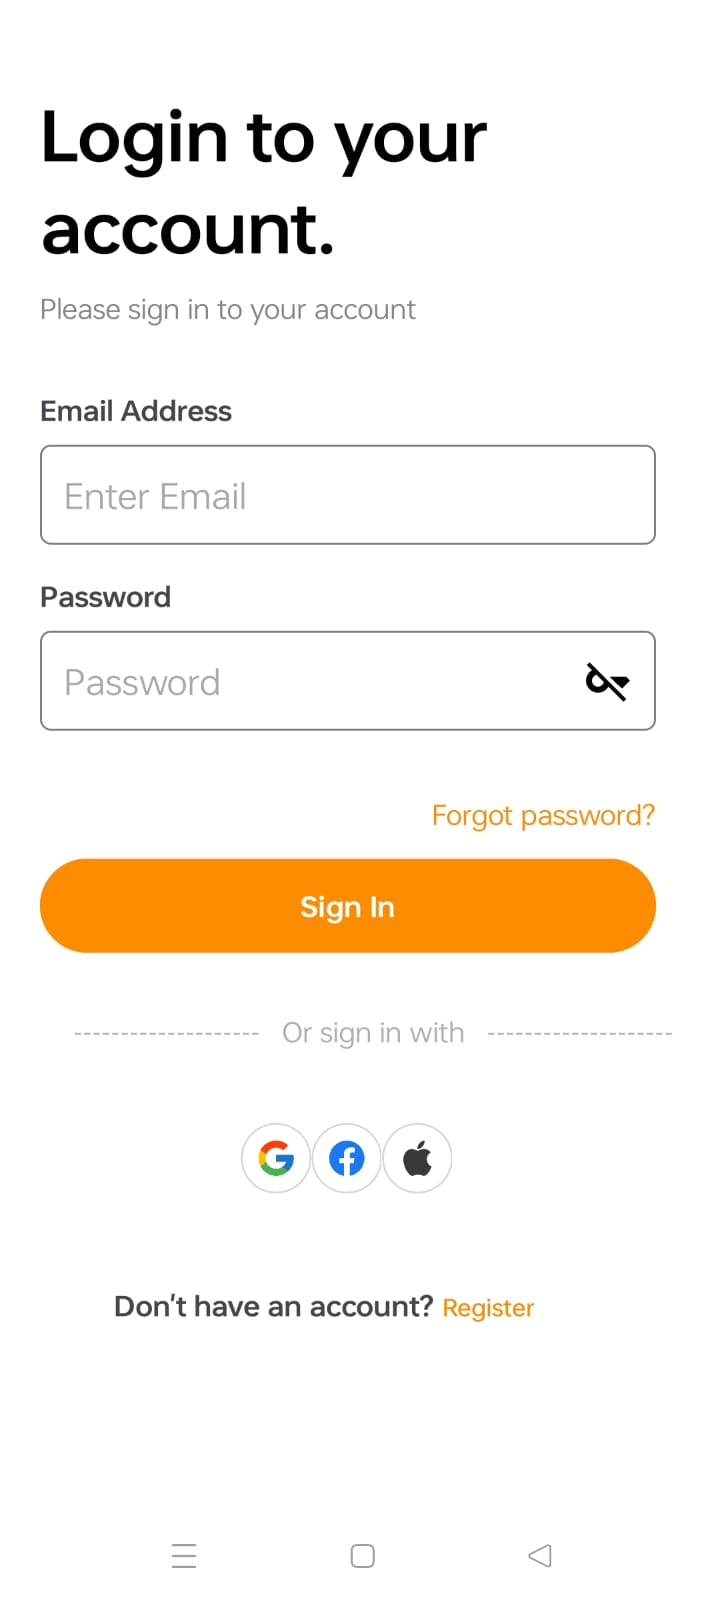 Login to your
account.
Please sign in to your account
Email Address
Enter Email
Password
Password
Forgot password?
Sign In
Or sign in with
Don't have an account? Register